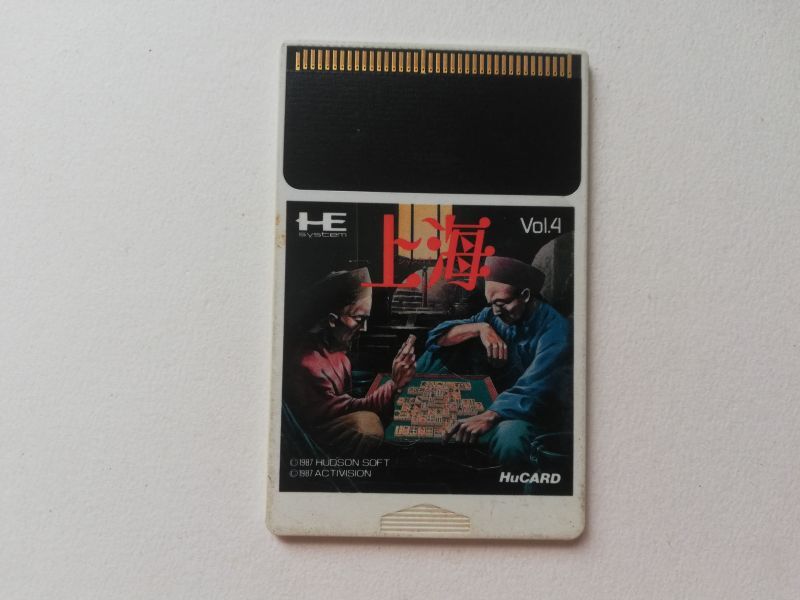 HE
system
上海
Vol.4
©1987 HUDSON SOFT
©1987 ACTIVISION
HuCARD